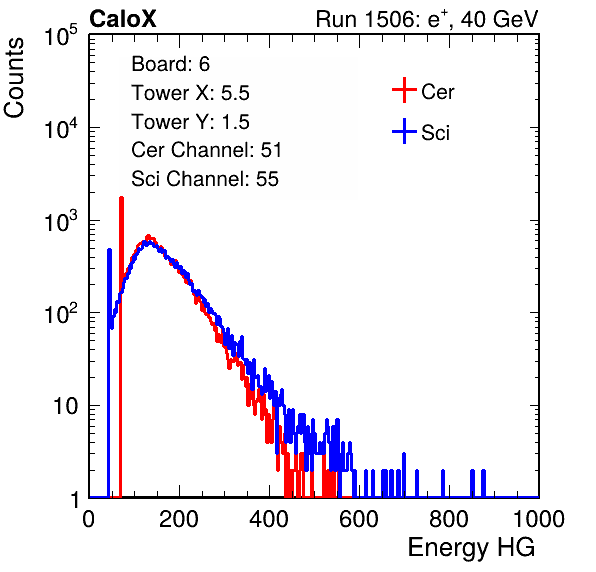 CaloX Run 1506: e⁺, 40 GeV
Counts
Board: 6
Tower X: 5.5
Tower Y: 1.5
Cer Channel: 51
Sci Channel: 55
Cer
Sci
10⁵
10⁴
10³
10²
10
1
0 200 400 600 800 1000
Energy HG